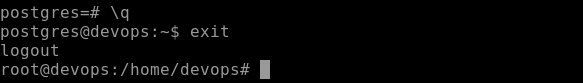 postgres=# \q
postgres@devops:~$ exit
logout
root@devops:/home/devops#